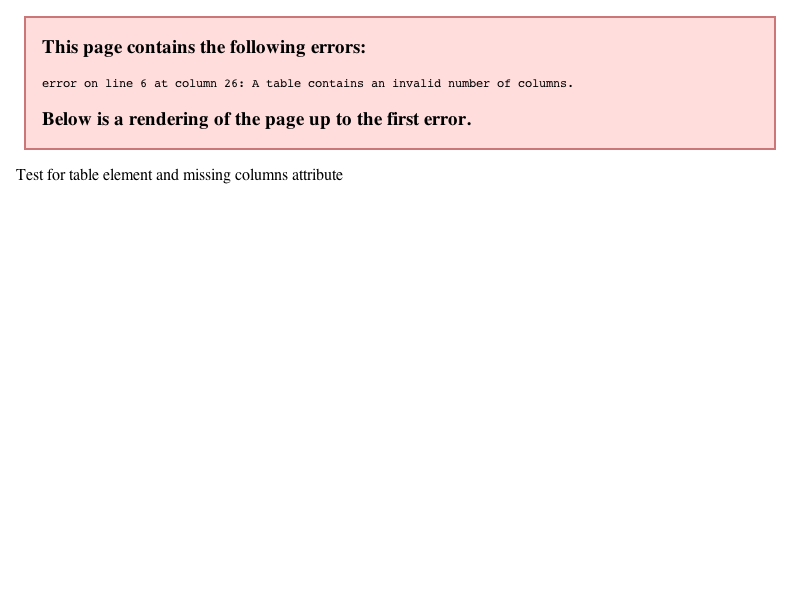 This page contains the following errors:
error on line 6 at column 26: A table contains an invalid number of columns.
Below is a rendering of the page up to the first error.
Test for table element and missing columns attribute